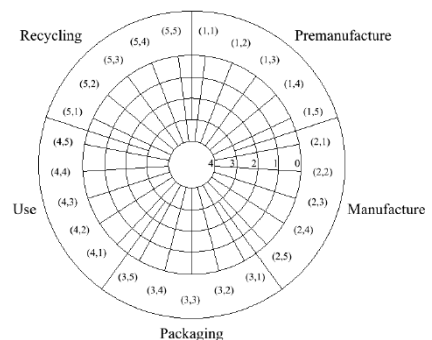 Recycling
Premanufacture
(5,5) (1,1)
(5,4) (1,2)
(5,3) (1,3)
(5,2) (1,4)
(5,1) (1,5)
(4,5) (2,1)
4 3 2 1 0
(4,4) (2,2)
(4,3) (2,3)
Use
Manufacture
(4,2) (2,4)
(4,1) (2,5)
(3,5) (3,1)
(3,4) (3,2)
(3,3)
Packaging